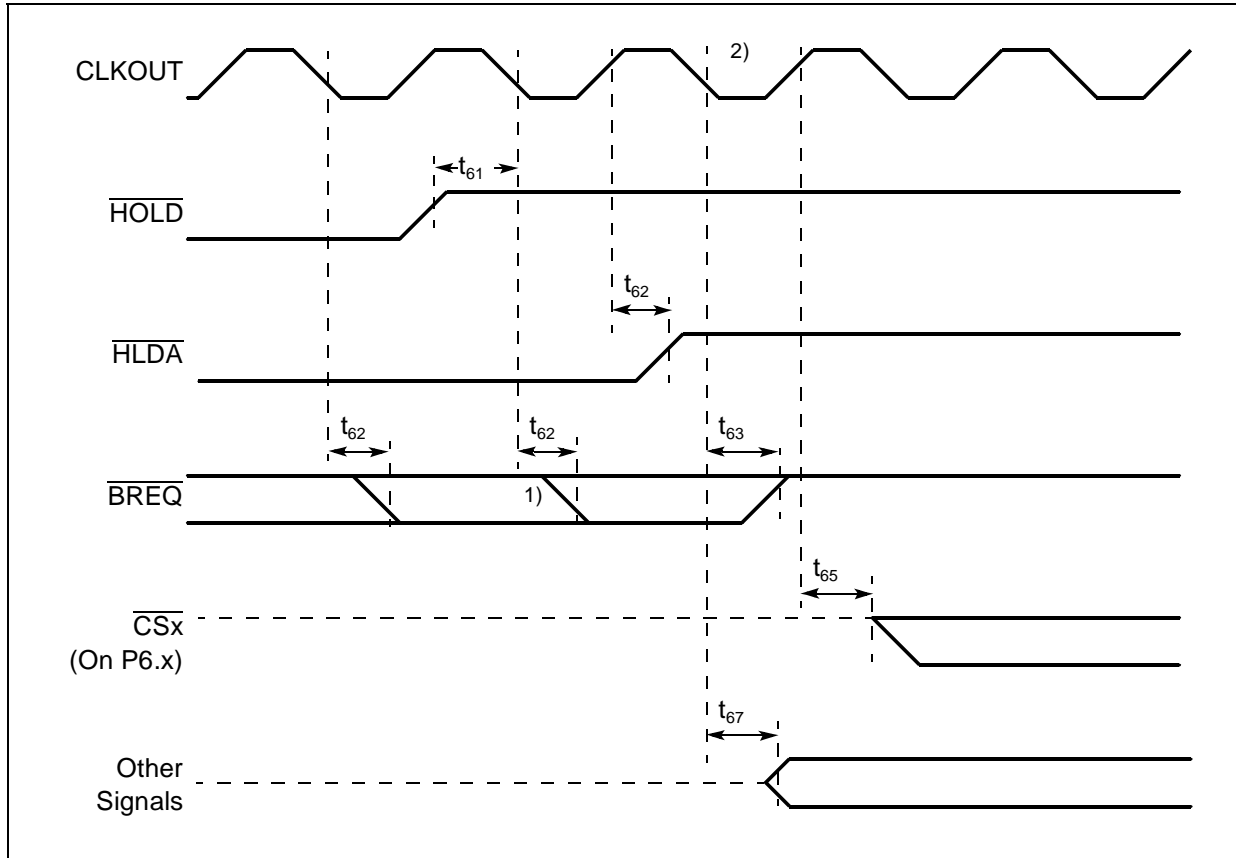 CLKOUT
2)
t61
HOLD
t62
HLDA
t62
t62
t63
BREQ
1)
t65
CSx
(On P6.x)
t67
Other
Signals